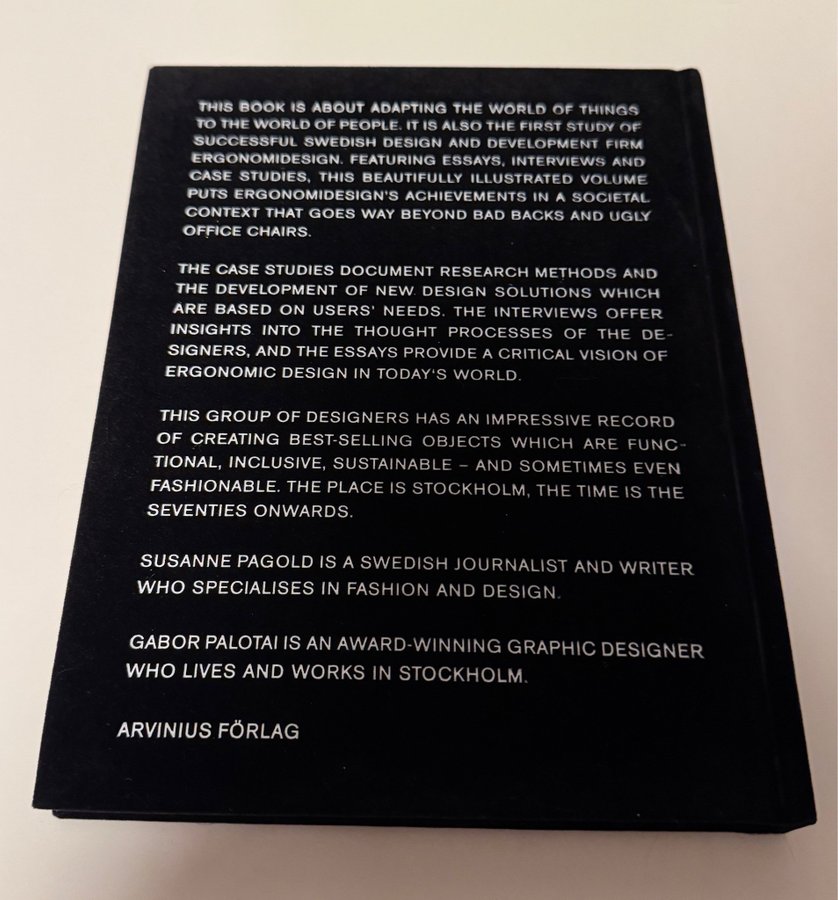 THIS BOOK IS ABOUT ADAPTING THE WORLD OF THINGS
TO THE WORLD OF PEOPLE. IT IS ALSO THE FIRST STUDY OF
SUCCESSFUL SWEDISH DESIGN AND DEVELOPMENT FIRM
ERGONOMIDESIGN. FEATURING ESSAYS, INTERVIEWS AND
CASE STUDIES, THIS BEAUTIFULLY ILLUSTRATED VOLUME
PUTS ERGONOMIDESIGN'S ACHIEVEMENTS IN A SOCIETAL
CONTEXT THAT GOES WAY BEYOND BAD BACKS AND UGLY
OFFICE CHAIRS.
THE CASE STUDIES DOCUMENT RESEARCH METHODS AND
THE DEVELOPMENT OF NEW DESIGN SOLUTIONS WHICH
ARE BASED ON USERS' NEEDS. THE INTERVIEWS OFFER
INSIGHTS INTO THE THOUGHT PROCESSES OF THE DE-
SIGNERS, AND THE ESSAYS PROVIDE A CRITICAL VISION OF
ERGONOMIC DESIGN IN TODAY'S WORLD.
THIS GROUP OF DESIGNERS HAS AN IMPRESSIVE RECORD
OF CREATING BEST-SELLING OBJECTS WHICH ARE FUNC-
TIONAL, INCLUSIVE, SUSTAINABLE – AND SOMETIMES EVEN
FASHIONABLE. THE PLACE IS STOCKHOLM, THE TIME IS THE
SEVENTIES ONWARDS.
SUSANNE PAGOLD IS A SWEDISH JOURNALIST AND WRITER
WHO SPECIALISES IN FASHION AND DESIGN.
GABOR PALOTAI IS AN AWARD-WINNING GRAPHIC DESIGNER
WHO LIVES AND WORKS IN STOCKHOLM.
ARVINIUS FÖRLAG